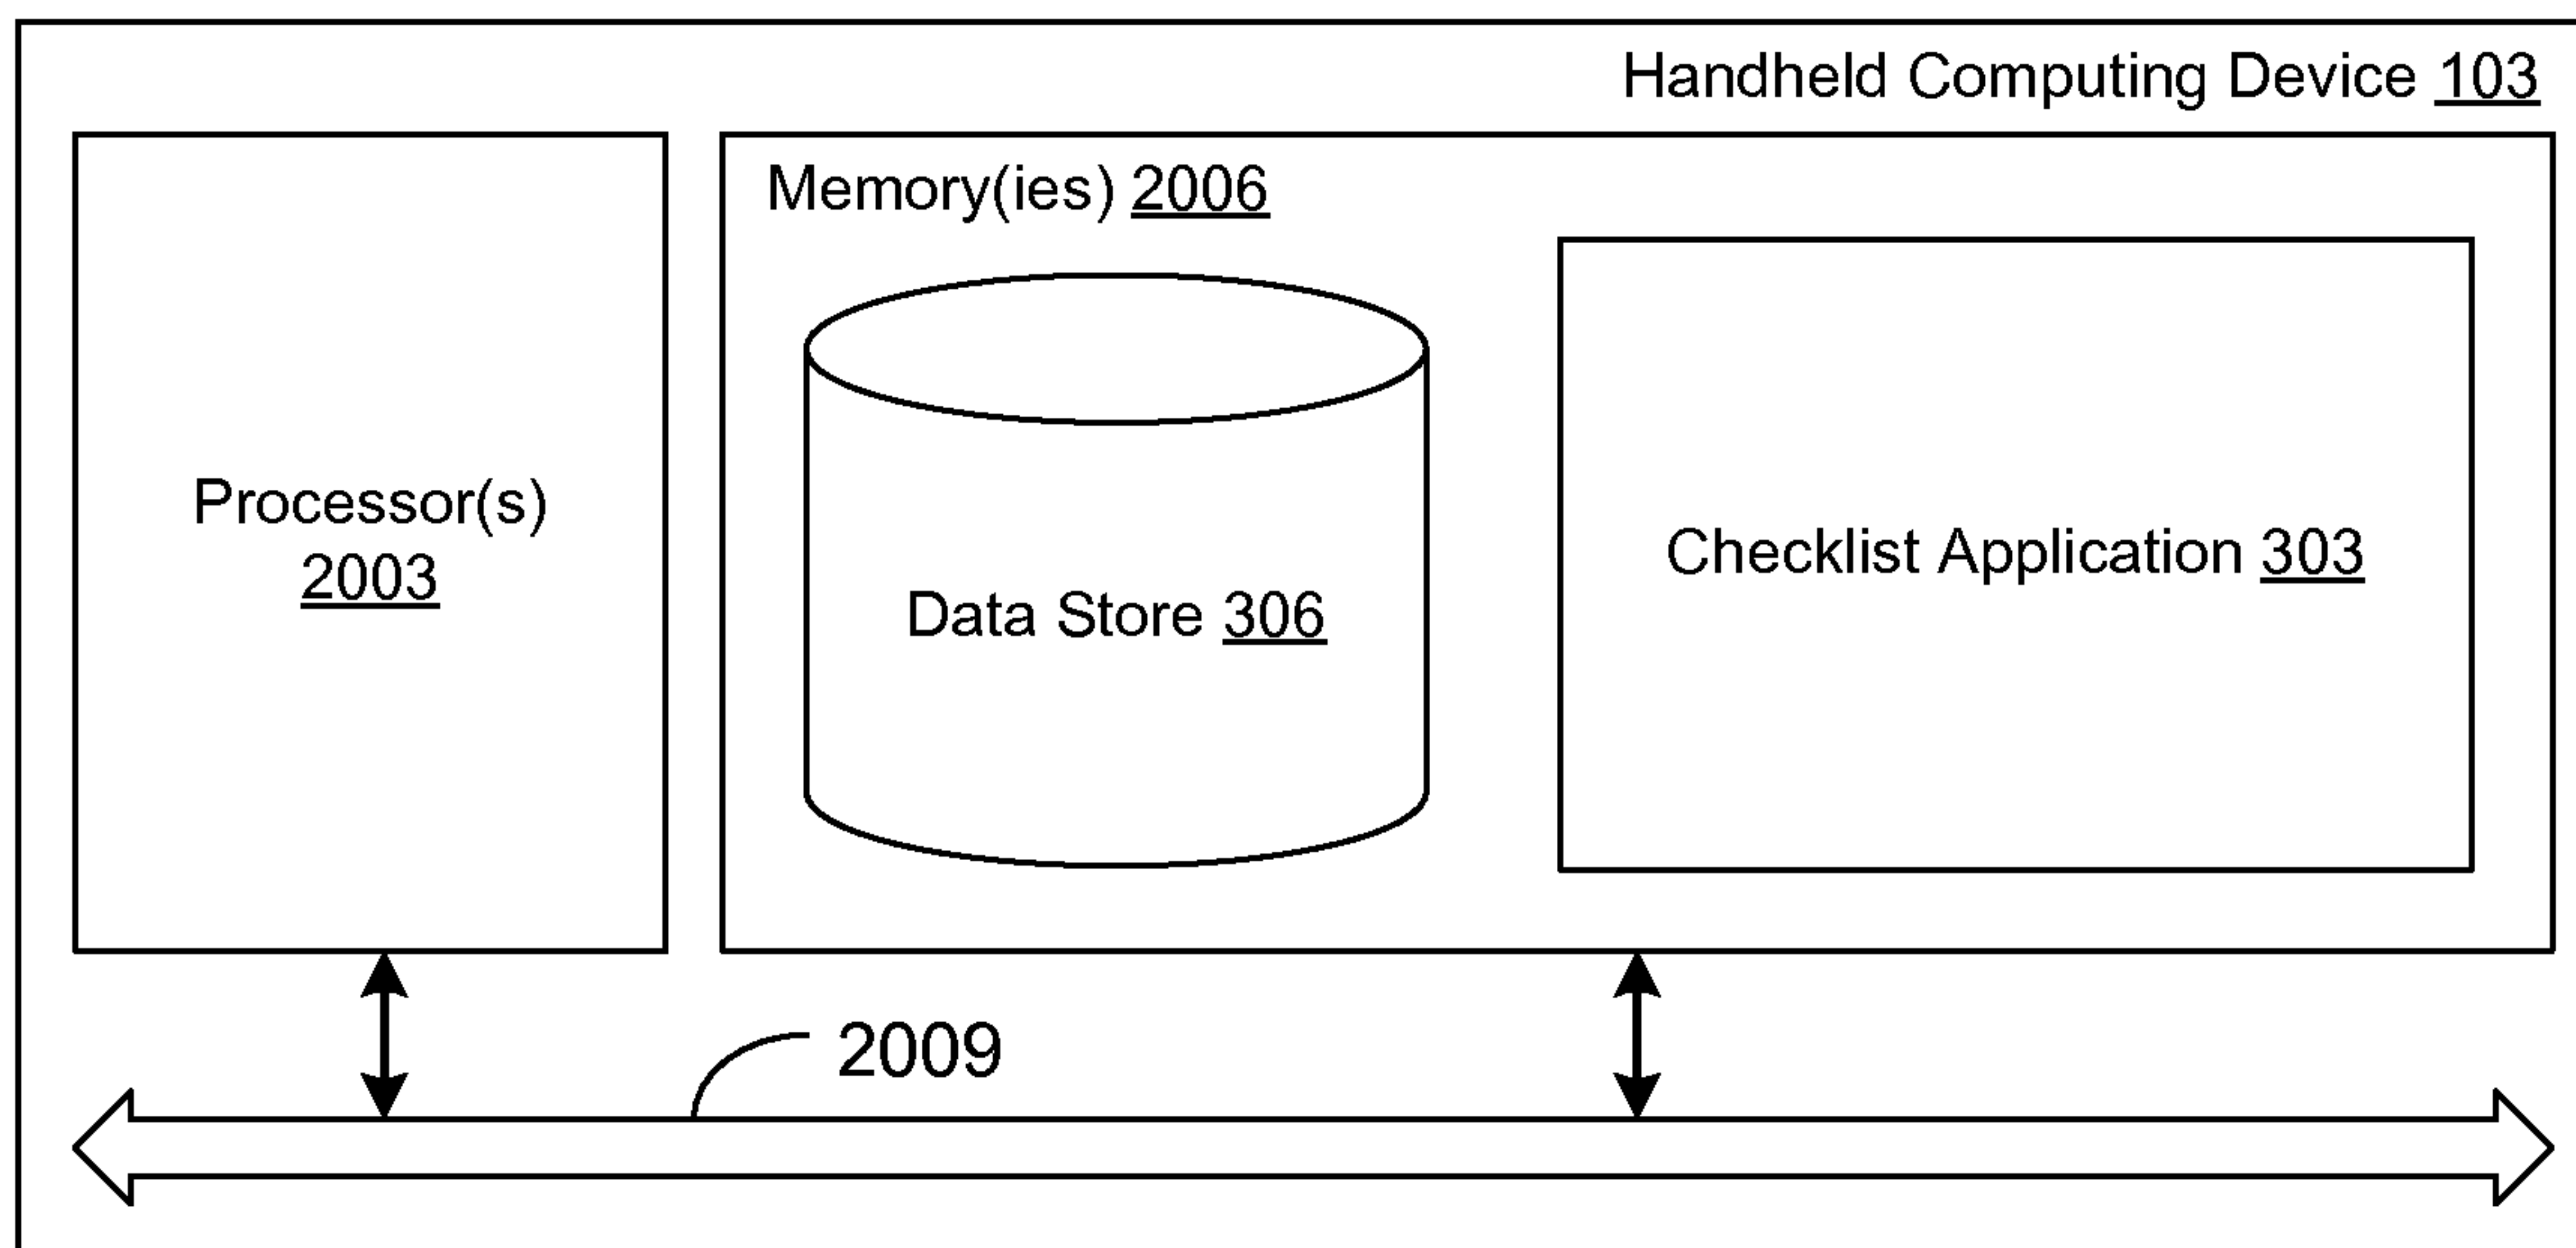 Handheld Computing Device 103
Memory(ies) 2006
Processor(s)
2003
Data Store 306
Checklist Application 303
2009